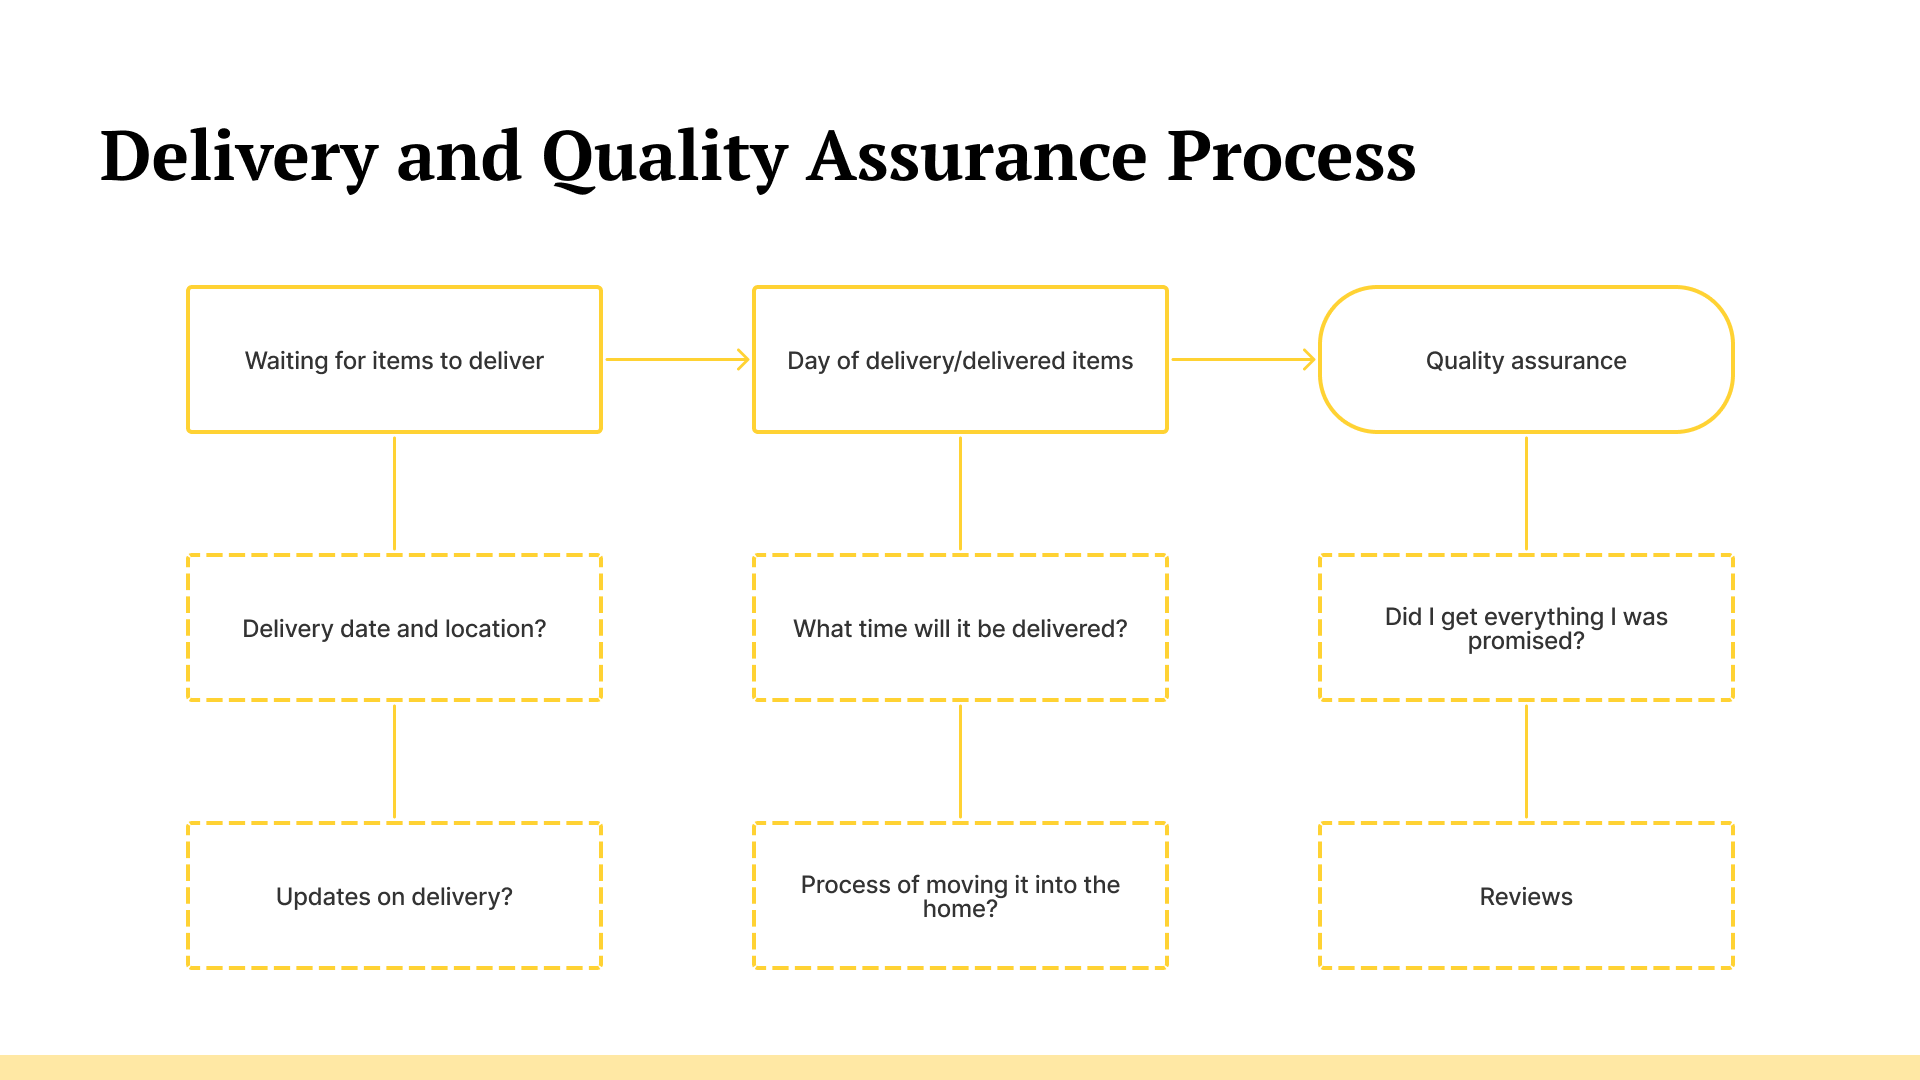 Delivery and Quality Assurance Process
Waiting for items to deliver
Day of delivery/delivered items
Quality assurance
Delivery date and location?
What time will it be delivered?
Did I get everything I was
promised?
Updates on delivery?
Process of moving it into the
home?
Reviews